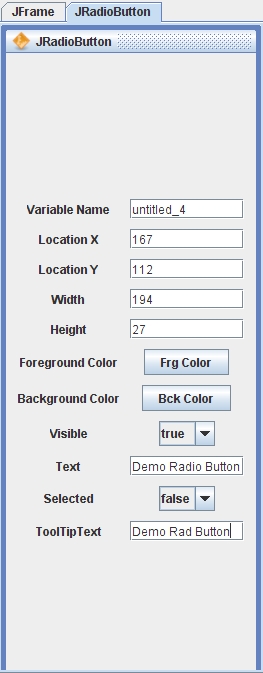 JFrame JRadioButton
JRadioButton
Variable Name untitled_4
Location X 167
Location Y 112
Width 194
Height 27
Foreground Color Frg Color
Background Color Bck Color
Visible true
Text Demo Radio Button
Selected false
ToolTipText Demo Rad Button